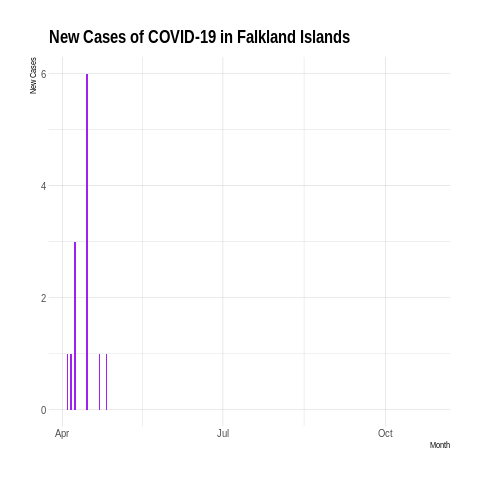 New Cases of COVID-19 in Falkland Islands
New Cases
6
4
2
0
Apr
Jul
Oct
Month